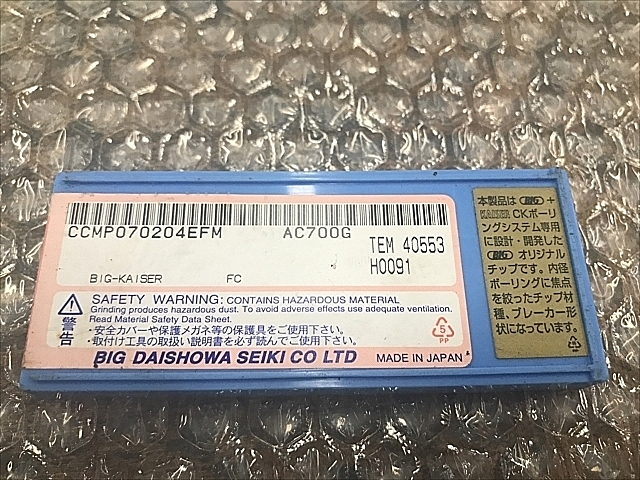 CCMP070204EFM AC700G
TEM 40553
H0091
BIG-KAISER FC
SAFETY WARNING: CONTAINS HAZARDOUS MATERIAL
Grinding produces hazardous dust. To avoid adverse effects use adequate ventilation.
Read Material Safety Data Sheet.
警告
・安全カバーや保護メガネ等の保護具をご使用下さい。
・取付け工具の取扱い説明書を必ず読んでご使用下さい。
BIG DAISHOWA SEIKI CO LTD MADE IN JAPAN
5
PP
本製品は BIG +
KAISER CKボーリ
ングシステム専用
に設計・開発した
BIG オリジナル
チップです。内径
ボーリングに焦点
を絞ったチップ材
種、ブレーカー形
状になっています。